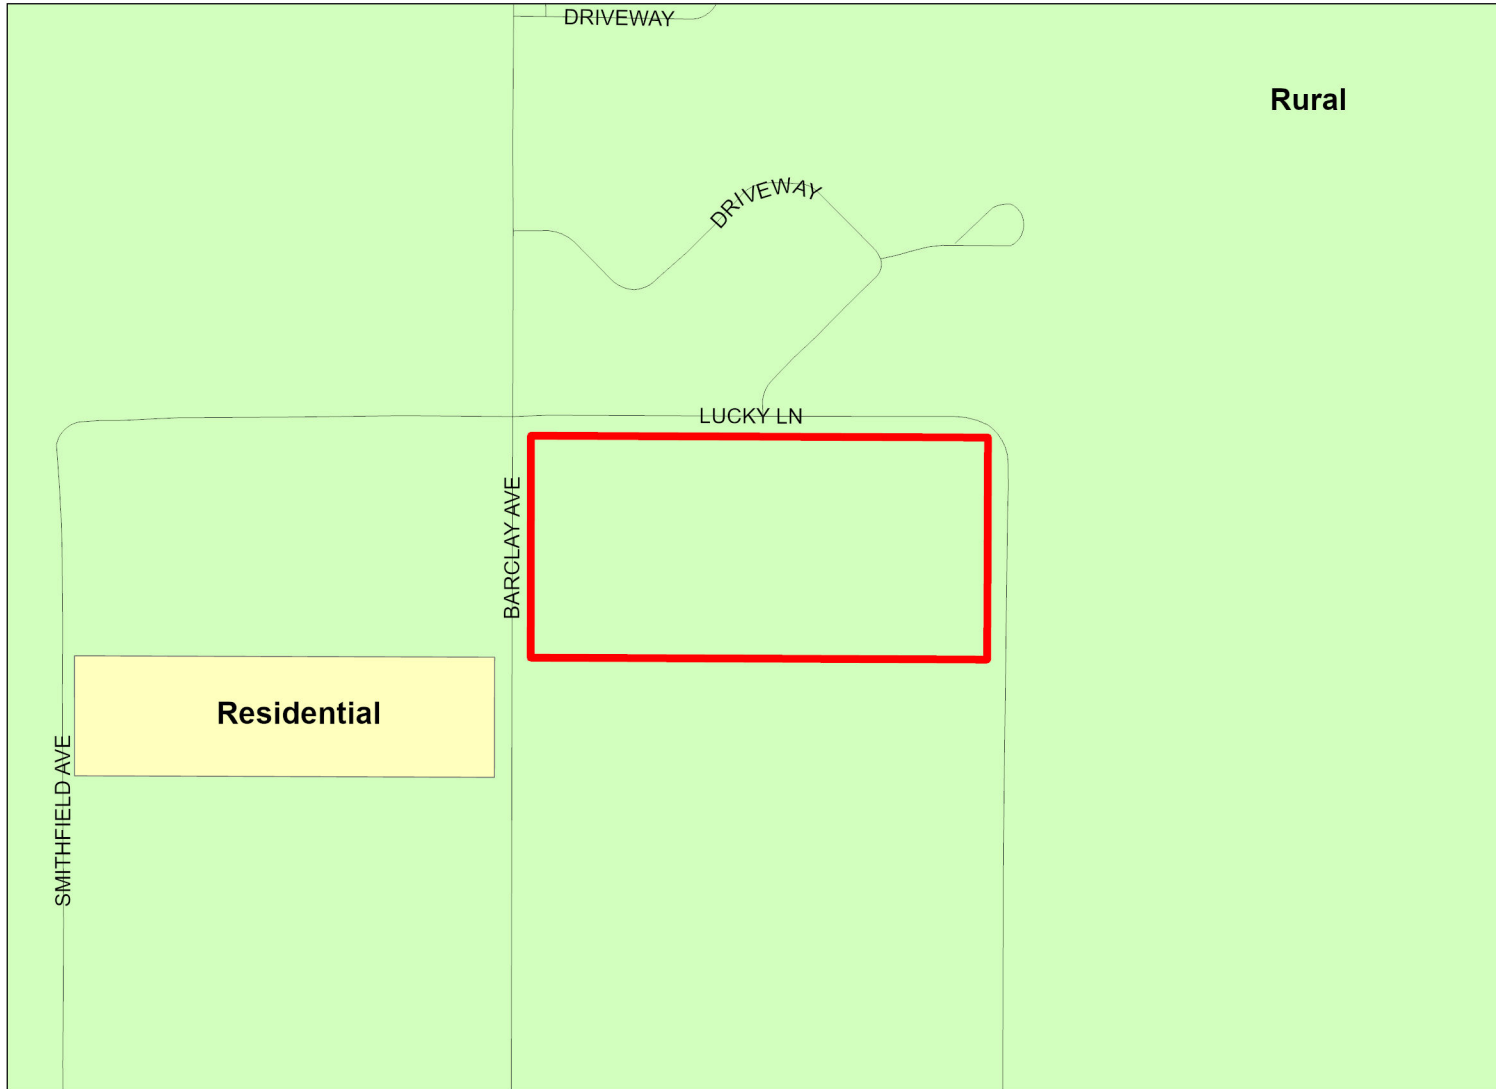 DRIVEWAY
Rural
DRIVEWAY
LUCKY LN
BARCLAY AVE
Residential
SMITHFIELD AVE